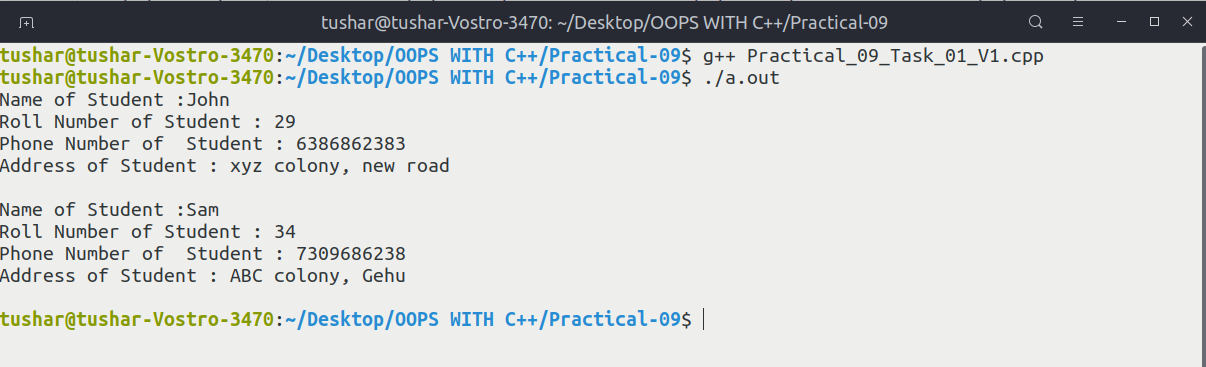 tushar@tushar-Vostro-3470: ~/Desktop/OOPS WITH C++/Practical-09
tushar@tushar-Vostro-3470:~/Desktop/OOPS WITH C++/Practical-09$ g++ Practical_09_Task_01_V1.cpp
tushar@tushar-Vostro-3470:~/Desktop/OOPS WITH C++/Practical-09$ ./a.out
Name of Student :John
Roll Number of Student : 29
Phone Number of  Student : 6386862383
Address of Student : xyz colony, new road

Name of Student :Sam
Roll Number of Student : 34
Phone Number of  Student : 7309686238
Address of Student : ABC colony, Gehu

tushar@tushar-Vostro-3470:~/Desktop/OOPS WITH C++/Practical-09$